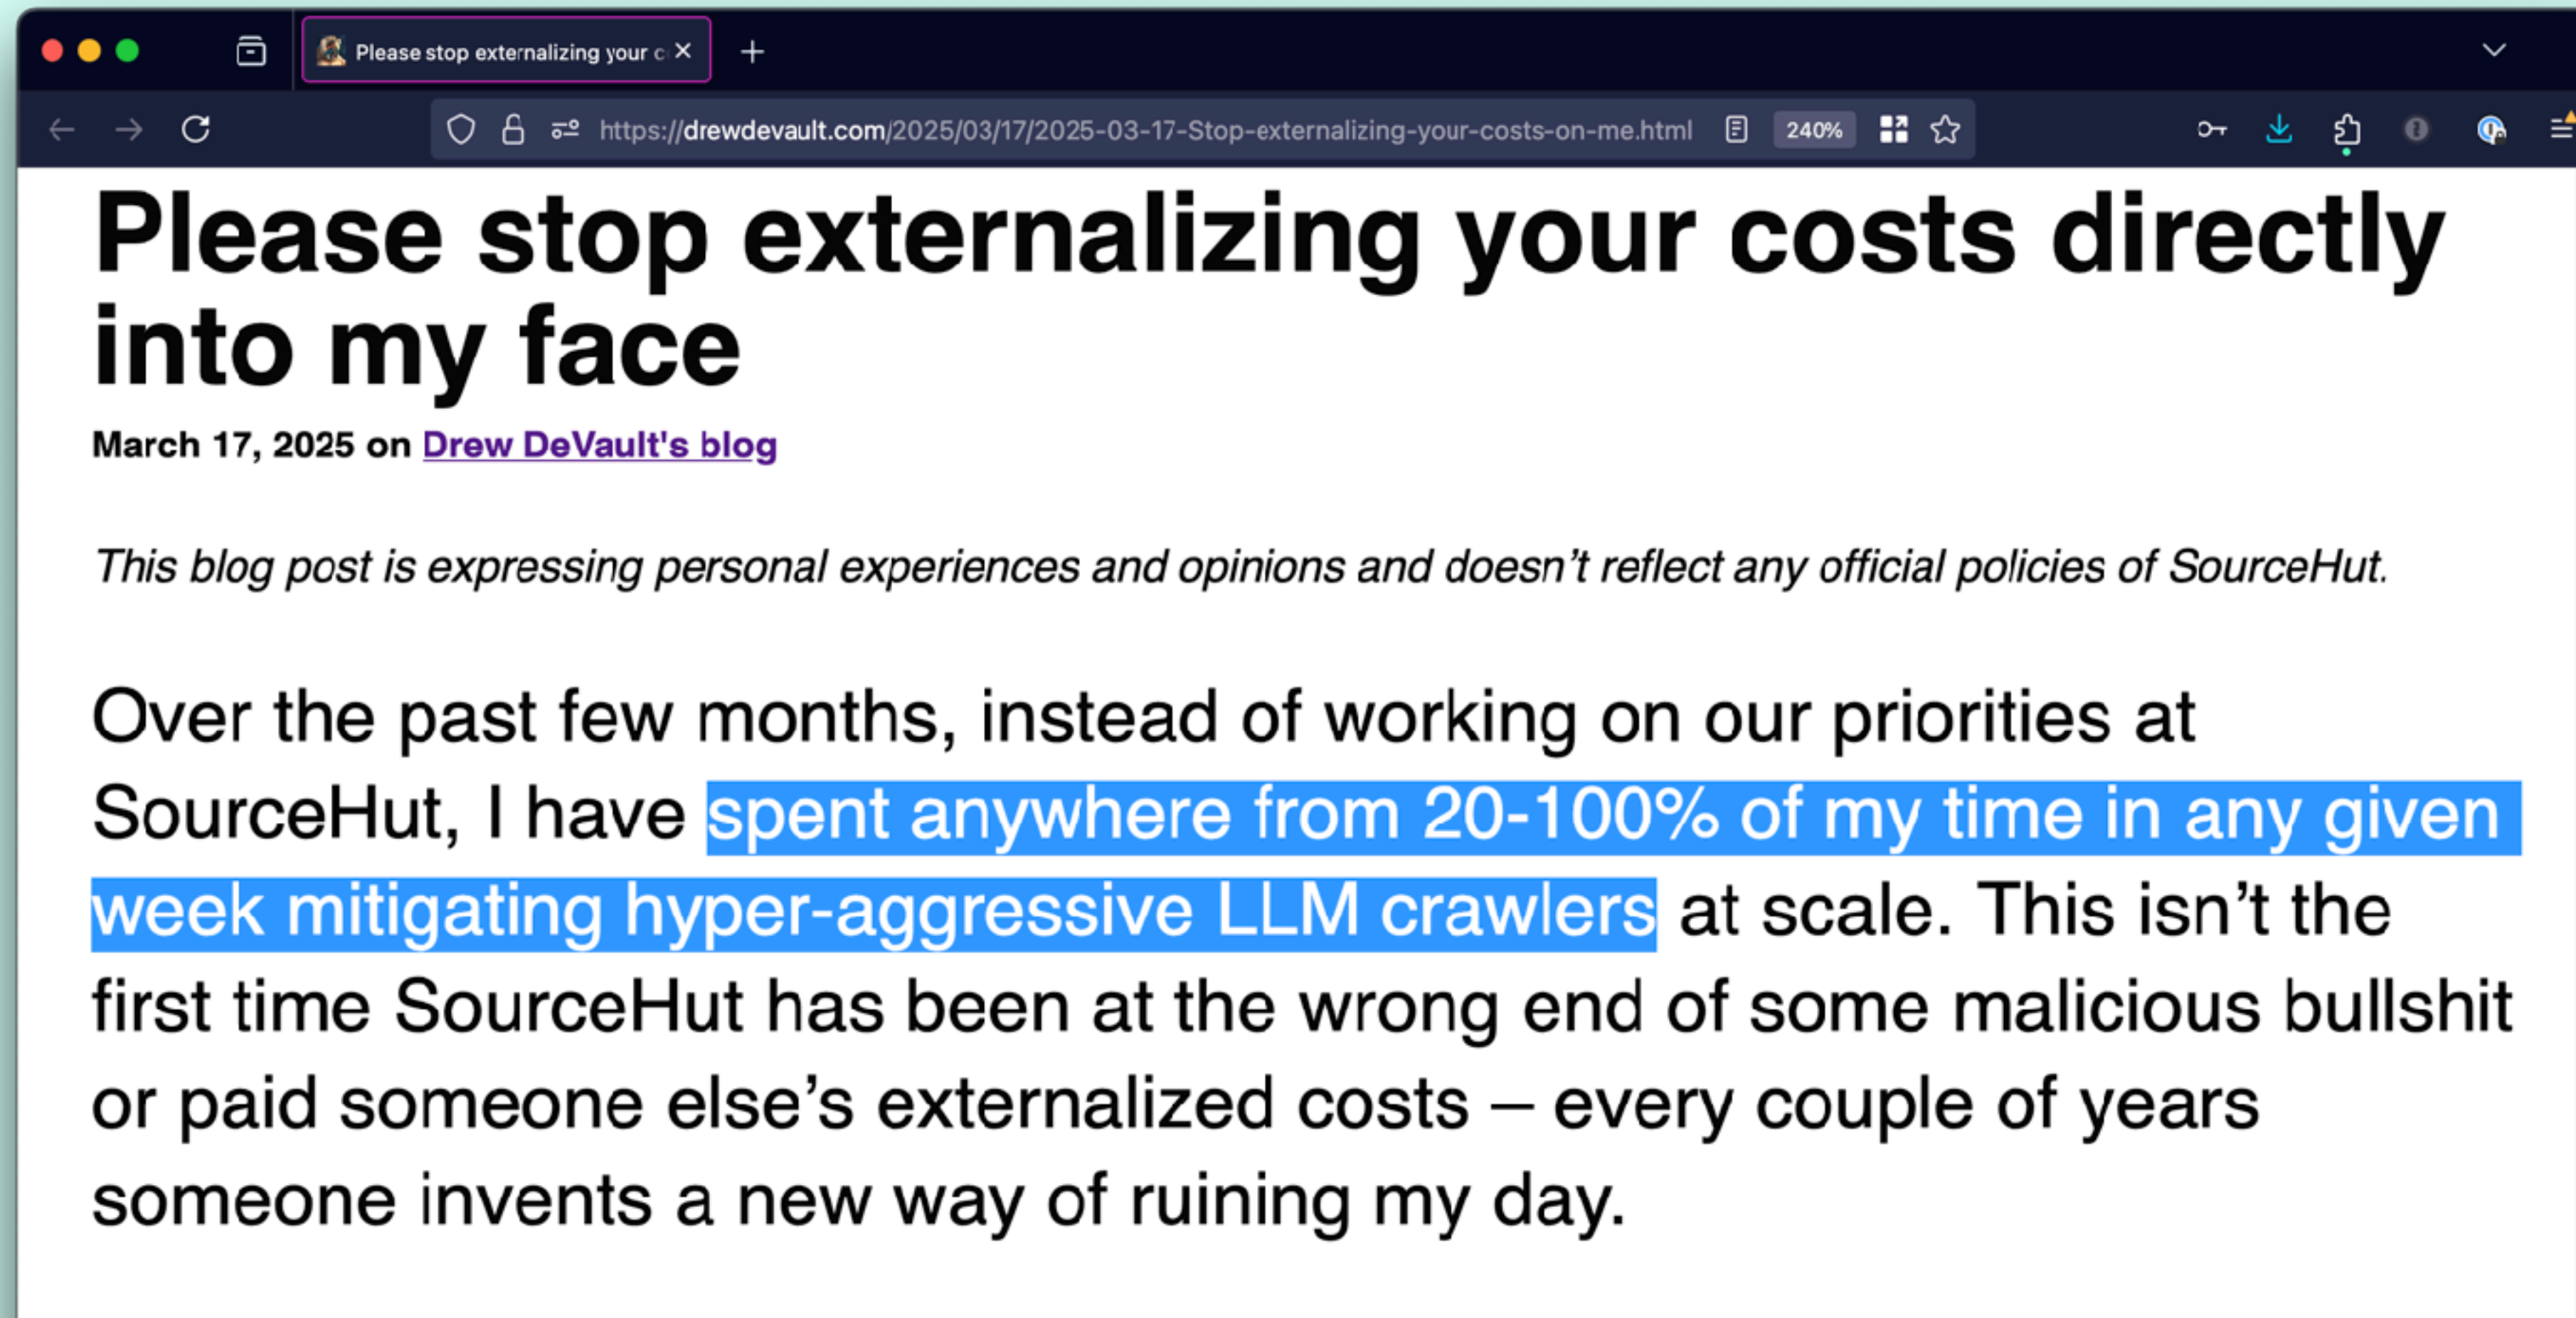 Please stop externalizing your c
https://drewdevault.com/2025/03/17/2025-03-17-Stop-externalizing-your-costs-on-me.html
240%
Please stop externalizing your costs directly
into my face
March 17, 2025 on Drew DeVault's blog
This blog post is expressing personal experiences and opinions and doesn’t reflect any official policies of SourceHut.
Over the past few months, instead of working on our priorities at
SourceHut, I have spent anywhere from 20-100% of my time in any given
week mitigating hyper-aggressive LLM crawlers at scale. This isn’t the
first time SourceHut has been at the wrong end of some malicious bullshit
or paid someone else’s externalized costs – every couple of years
someone invents a new way of ruining my day.